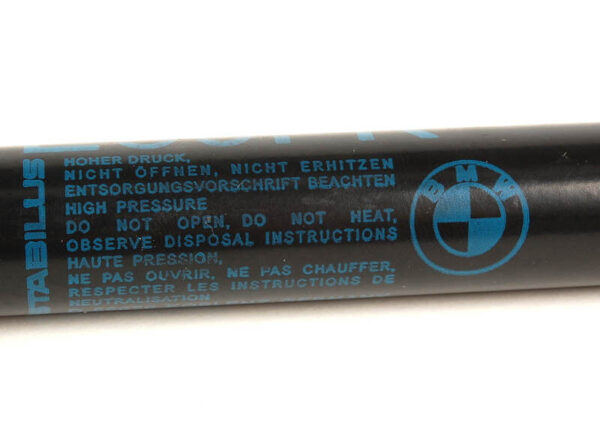 STABILUS
HOHER DRUCK,
NICHT ÖFFNEN, NICHT ERHITZEN
ENTSORGUNGSVORSCHRIFT BEACHTEN
HIGH PRESSURE
DO NOT OPEN, DO NOT HEAT,
OBSERVE DISPOSAL INSTRUCTIONS
HAUTE PRESSION,
NE PAS OUVRIR, NE PAS CHAUFFER,
RESPECTER LES INSTRUCTIONS DE
NEUTRALISATION
BMW